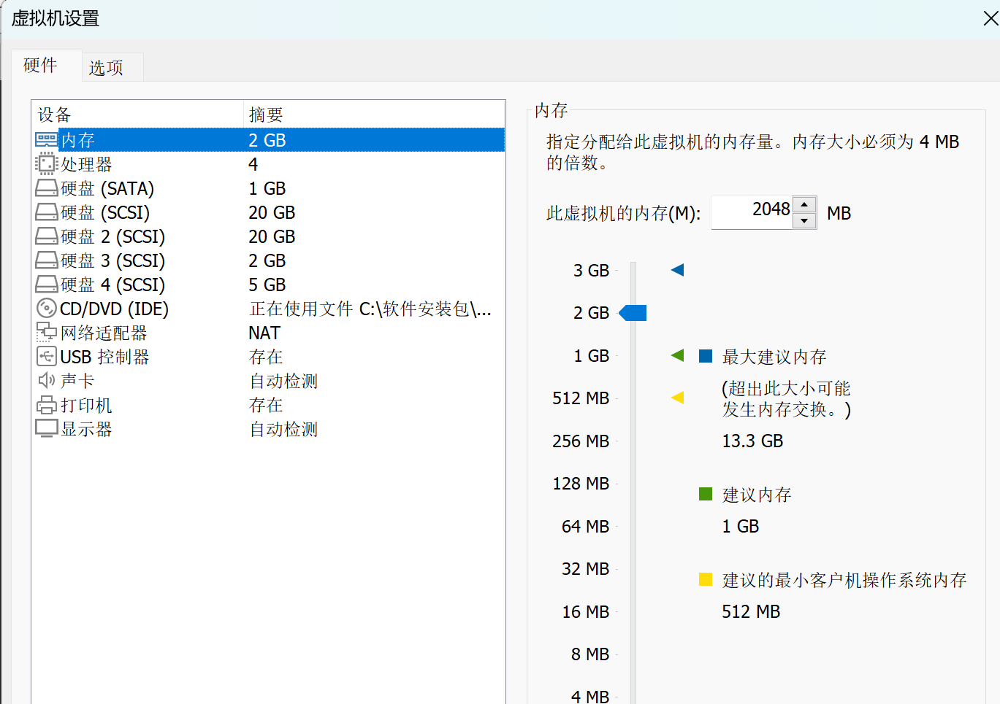 虚拟机设置
硬件
选项
设备 摘要
内存 2 GB
处理器 4
硬盘 (SATA) 1 GB
硬盘 (SCSI) 20 GB
硬盘 2 (SCSI) 20 GB
硬盘 3 (SCSI) 2 GB
硬盘 4 (SCSI) 5 GB
CD/DVD (IDE) 正在使用文件 C:\软件安装包\...
网络适配器 NAT
USB 控制器 存在
声卡 自动检测
打印机 存在
显示器 自动检测
内存
指定分配给此虚拟机的内存量。内存大小必须为 4 MB
的倍数。
此虚拟机的内存(M): 2048 MB
3 GB
2 GB
1 GB
512 MB
256 MB
128 MB
64 MB
32 MB
16 MB
8 MB
4 MB
最大建议内存
(超出此大小可能
发生内存交换。)
13.3 GB
建议内存
1 GB
建议的最小客户机操作系统内存
512 MB